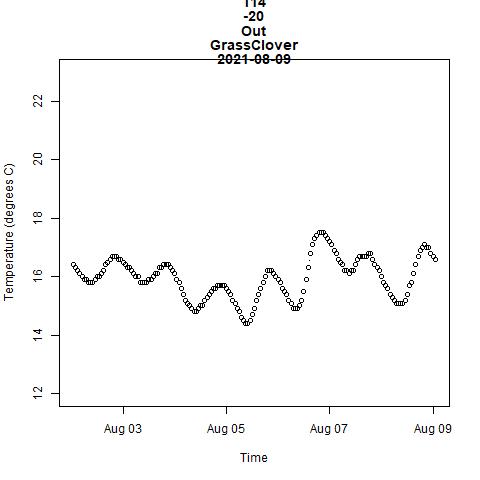 T14
-20
Out
GrassClover
2021-08-09
22
20
18
16
14
12
Temperature (degrees C)
Aug 03
Aug 05
Aug 07
Aug 09
Time